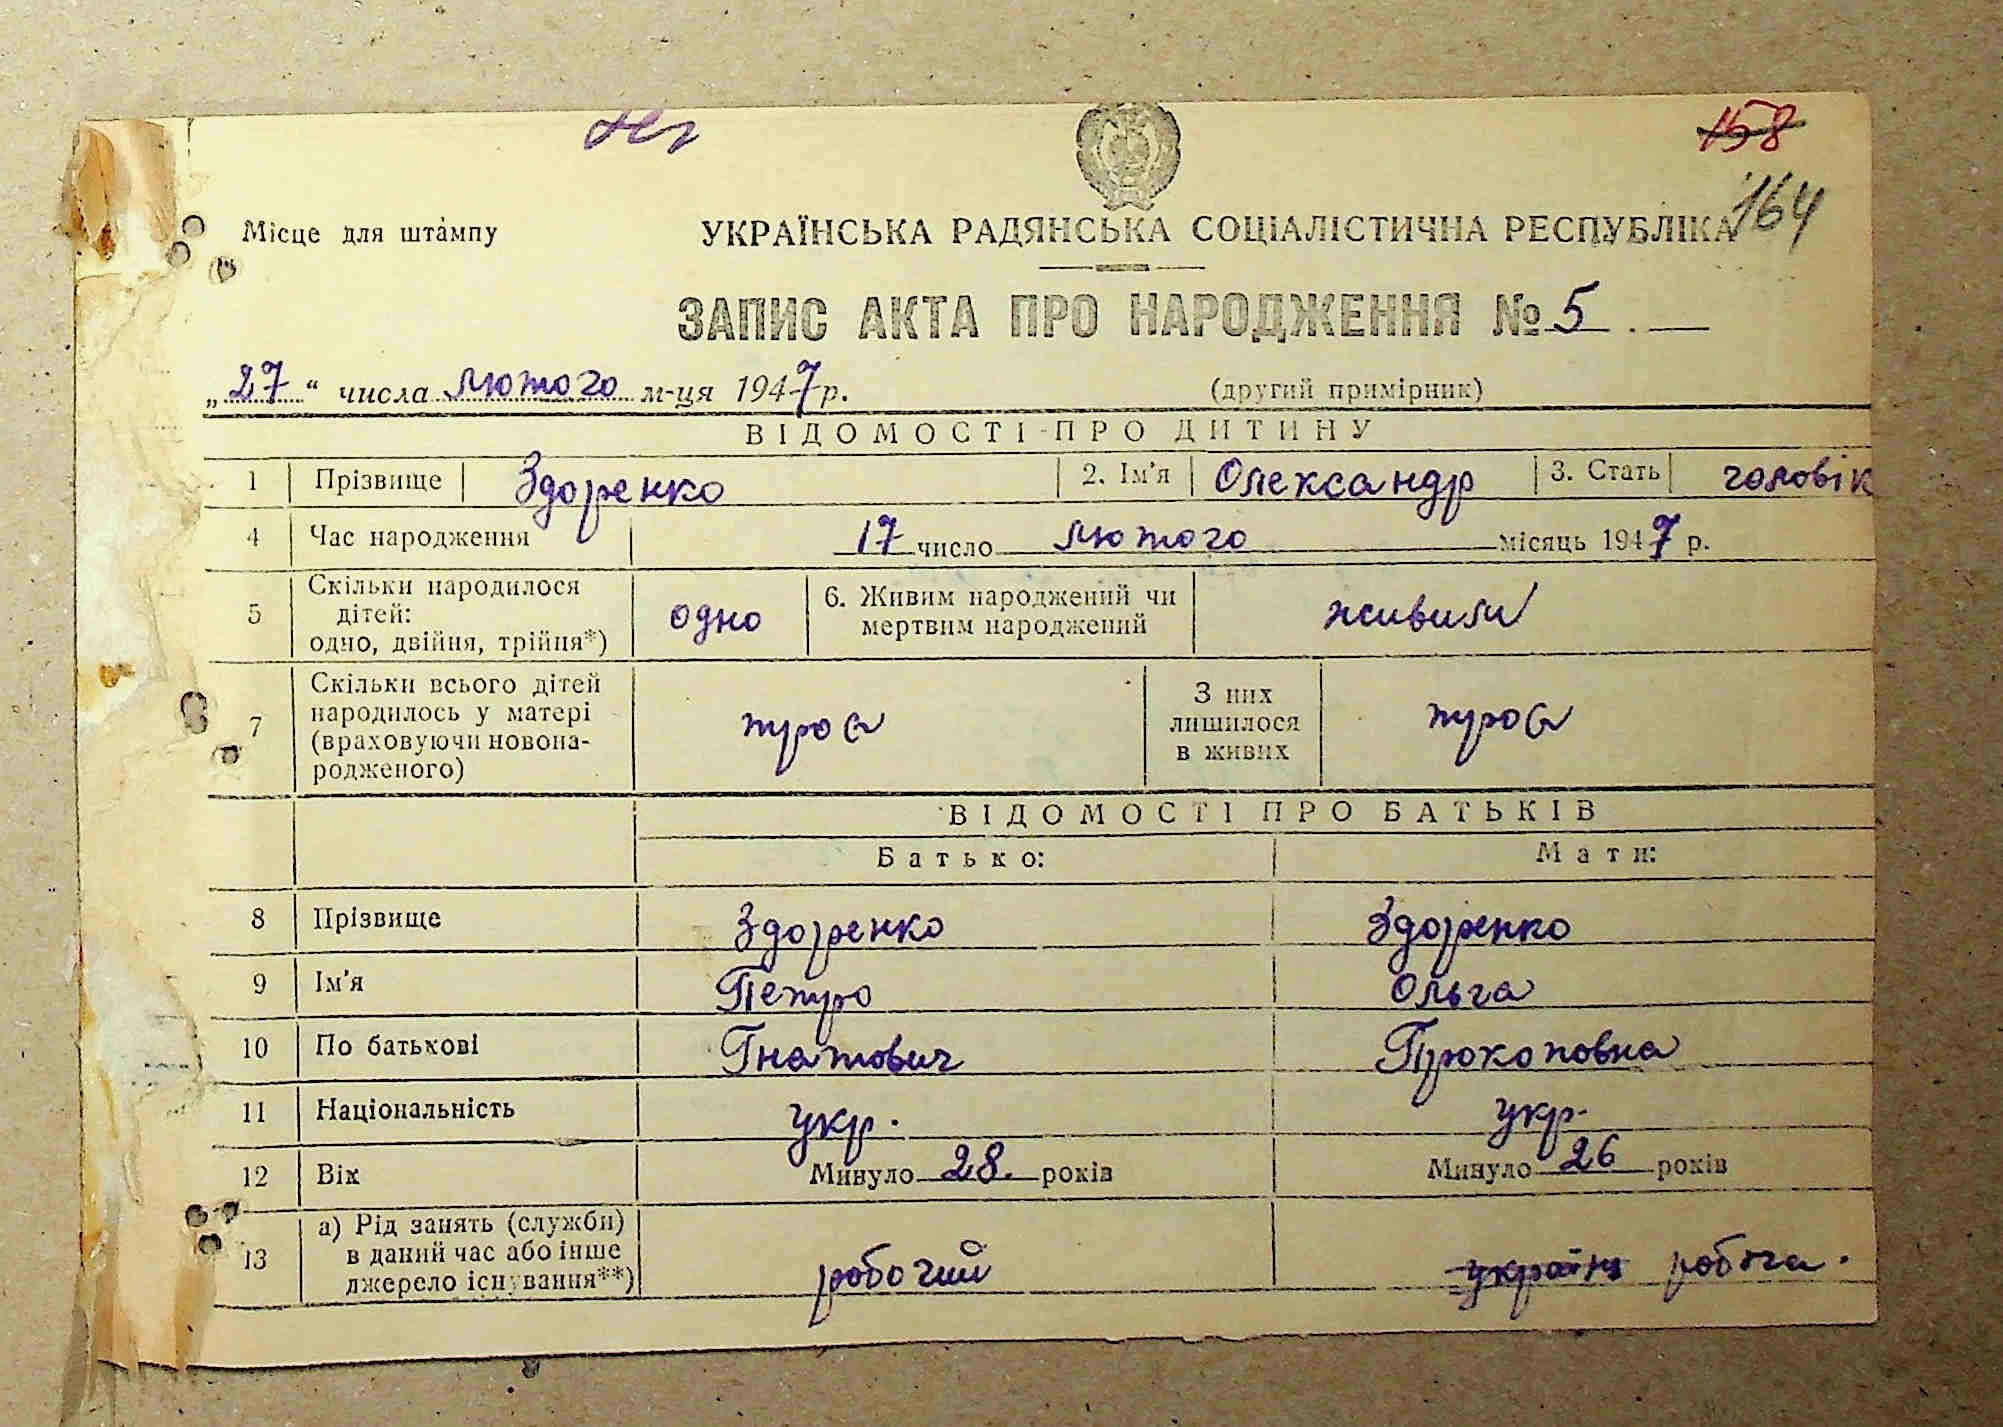 158
164
Місце для штампу
УКРАЇНСЬКА РАДЯНСЬКА СОЦІАЛІСТИЧНА РЕСПУБЛІКА
ЗАПИС АКТА ПРО НАРОДЖЕННЯ № 5
„27“ числа лютого м-ця 1947 р. (другий примірник)
ВІДОМОСТІ ПРО ДИТИНУ
1 Прізвище Здоренко 2. Ім'я Олександр 3. Стать чоловік
4 Час народження 17 число лютого місяць 1947 р.
5 Скільки народилося дітей: одно, двійня, трійня*) одно 6. Живим народжений чи мертвим народжений живим
7 Скільки всього дітей народилось у матері (враховуючи новонародженого) троє З них лишилося в живих троє
ВІДОМОСТІ ПРО БАТЬКІВ
Батько: Мати:
8 Прізвище Здоренко Здоренко
9 Ім'я Петро Ольга
10 По батькові Гнатович Прокоповна
11 Національність укр. укр.
12 Вік Минуло 28. років Минуло 26 років
13 а) Рід занять (служби) в даний час або інше джерело існування**) робочий україн робоча.